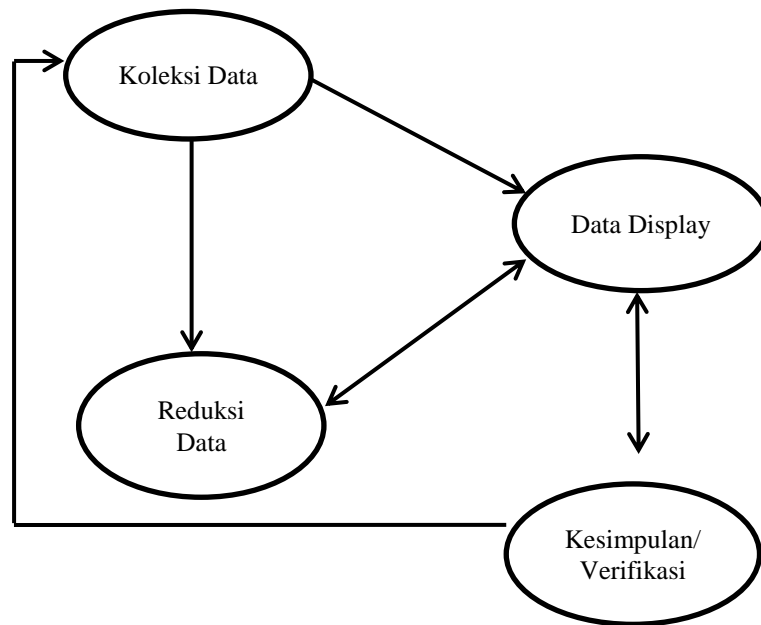 Koleksi Data
Data Display
Reduksi
Data
Kesimpulan/
Verifikasi